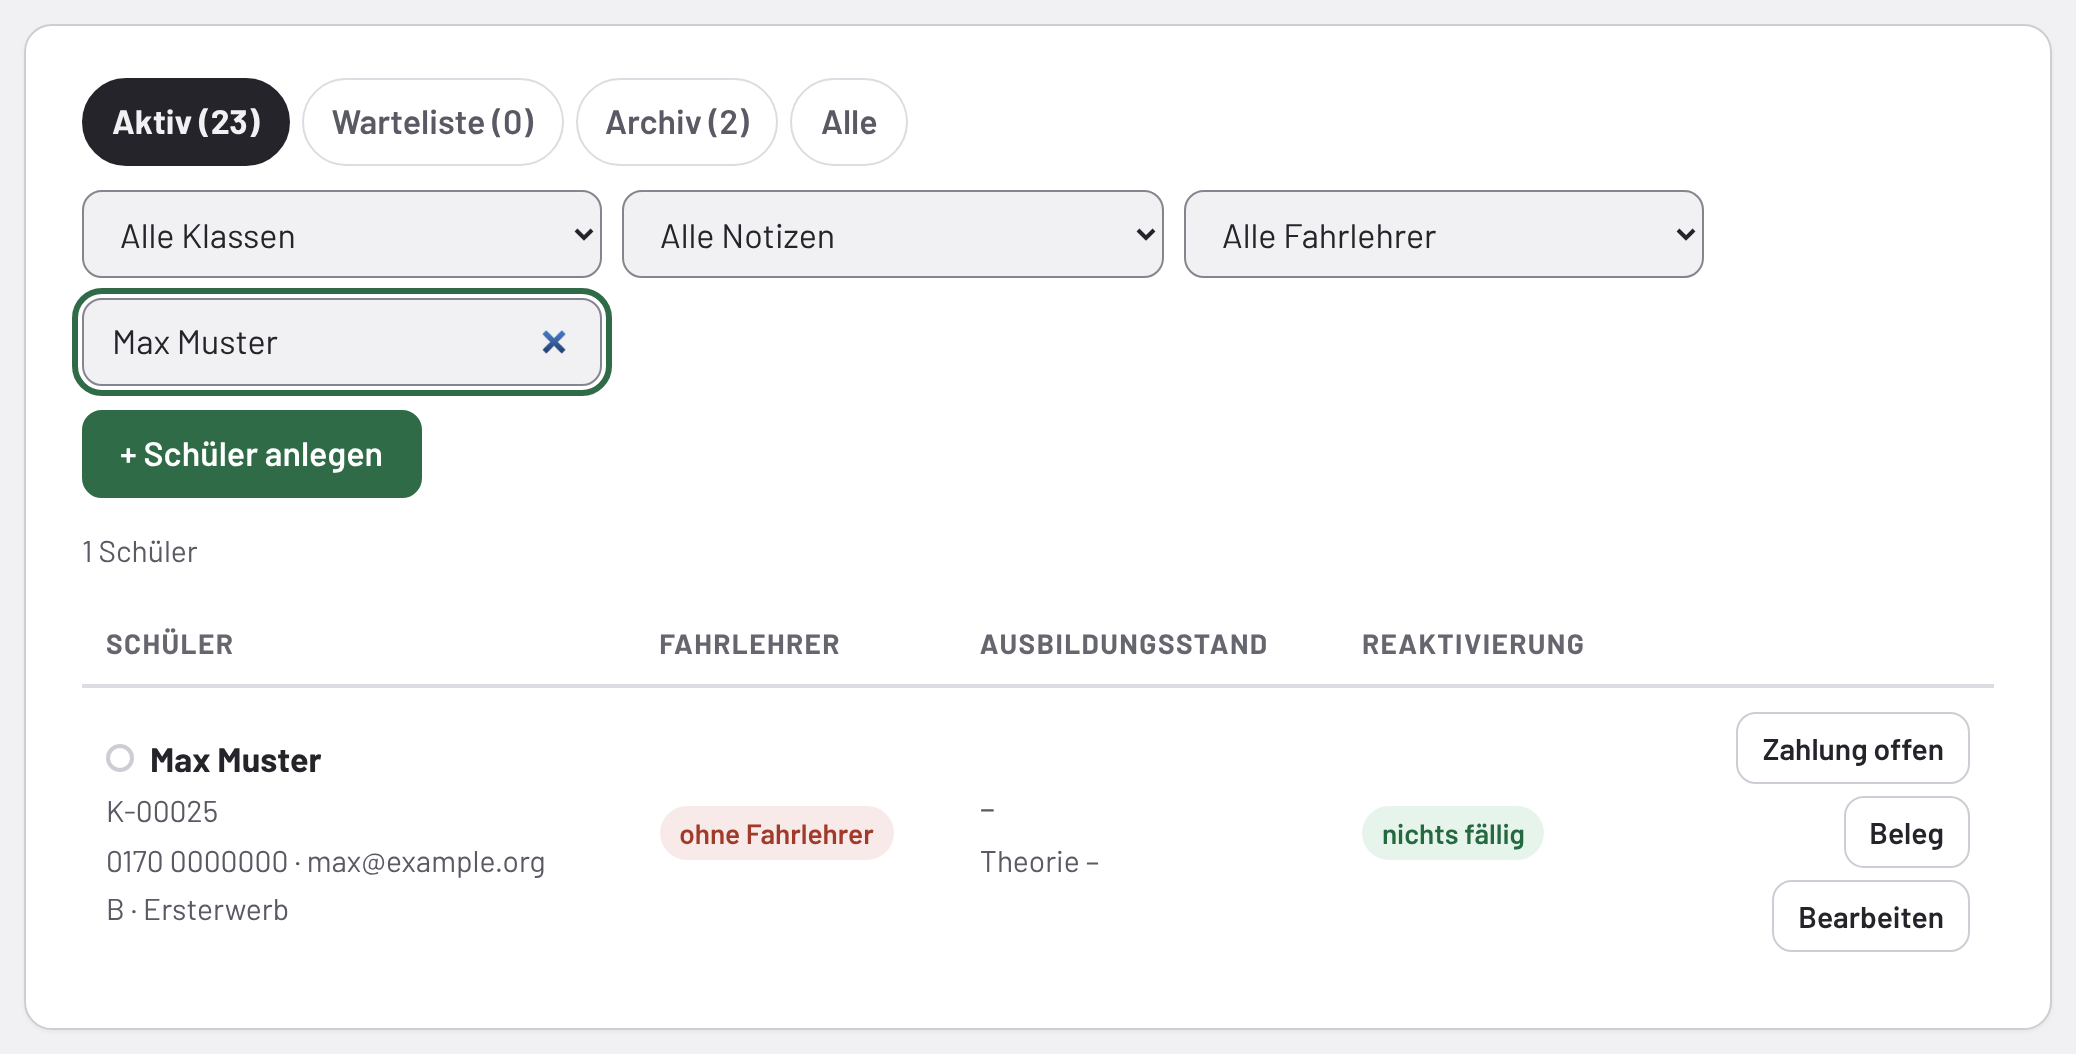 Aktiv (23) Warteliste (0) Archiv (2) Alle
Alle Klassen Alle Notizen Alle Fahrlehrer
Max Muster
+ Schüler anlegen
1 Schüler
SCHÜLER FAHRLEHRER AUSBILDUNGSSTAND REAKTIVIERUNG
Max Muster
K-00025
0170 0000000 · max@example.org
B · Ersterwerb
ohne Fahrlehrer
–
Theorie –
nichts fällig
Zahlung offen
Beleg
Bearbeiten